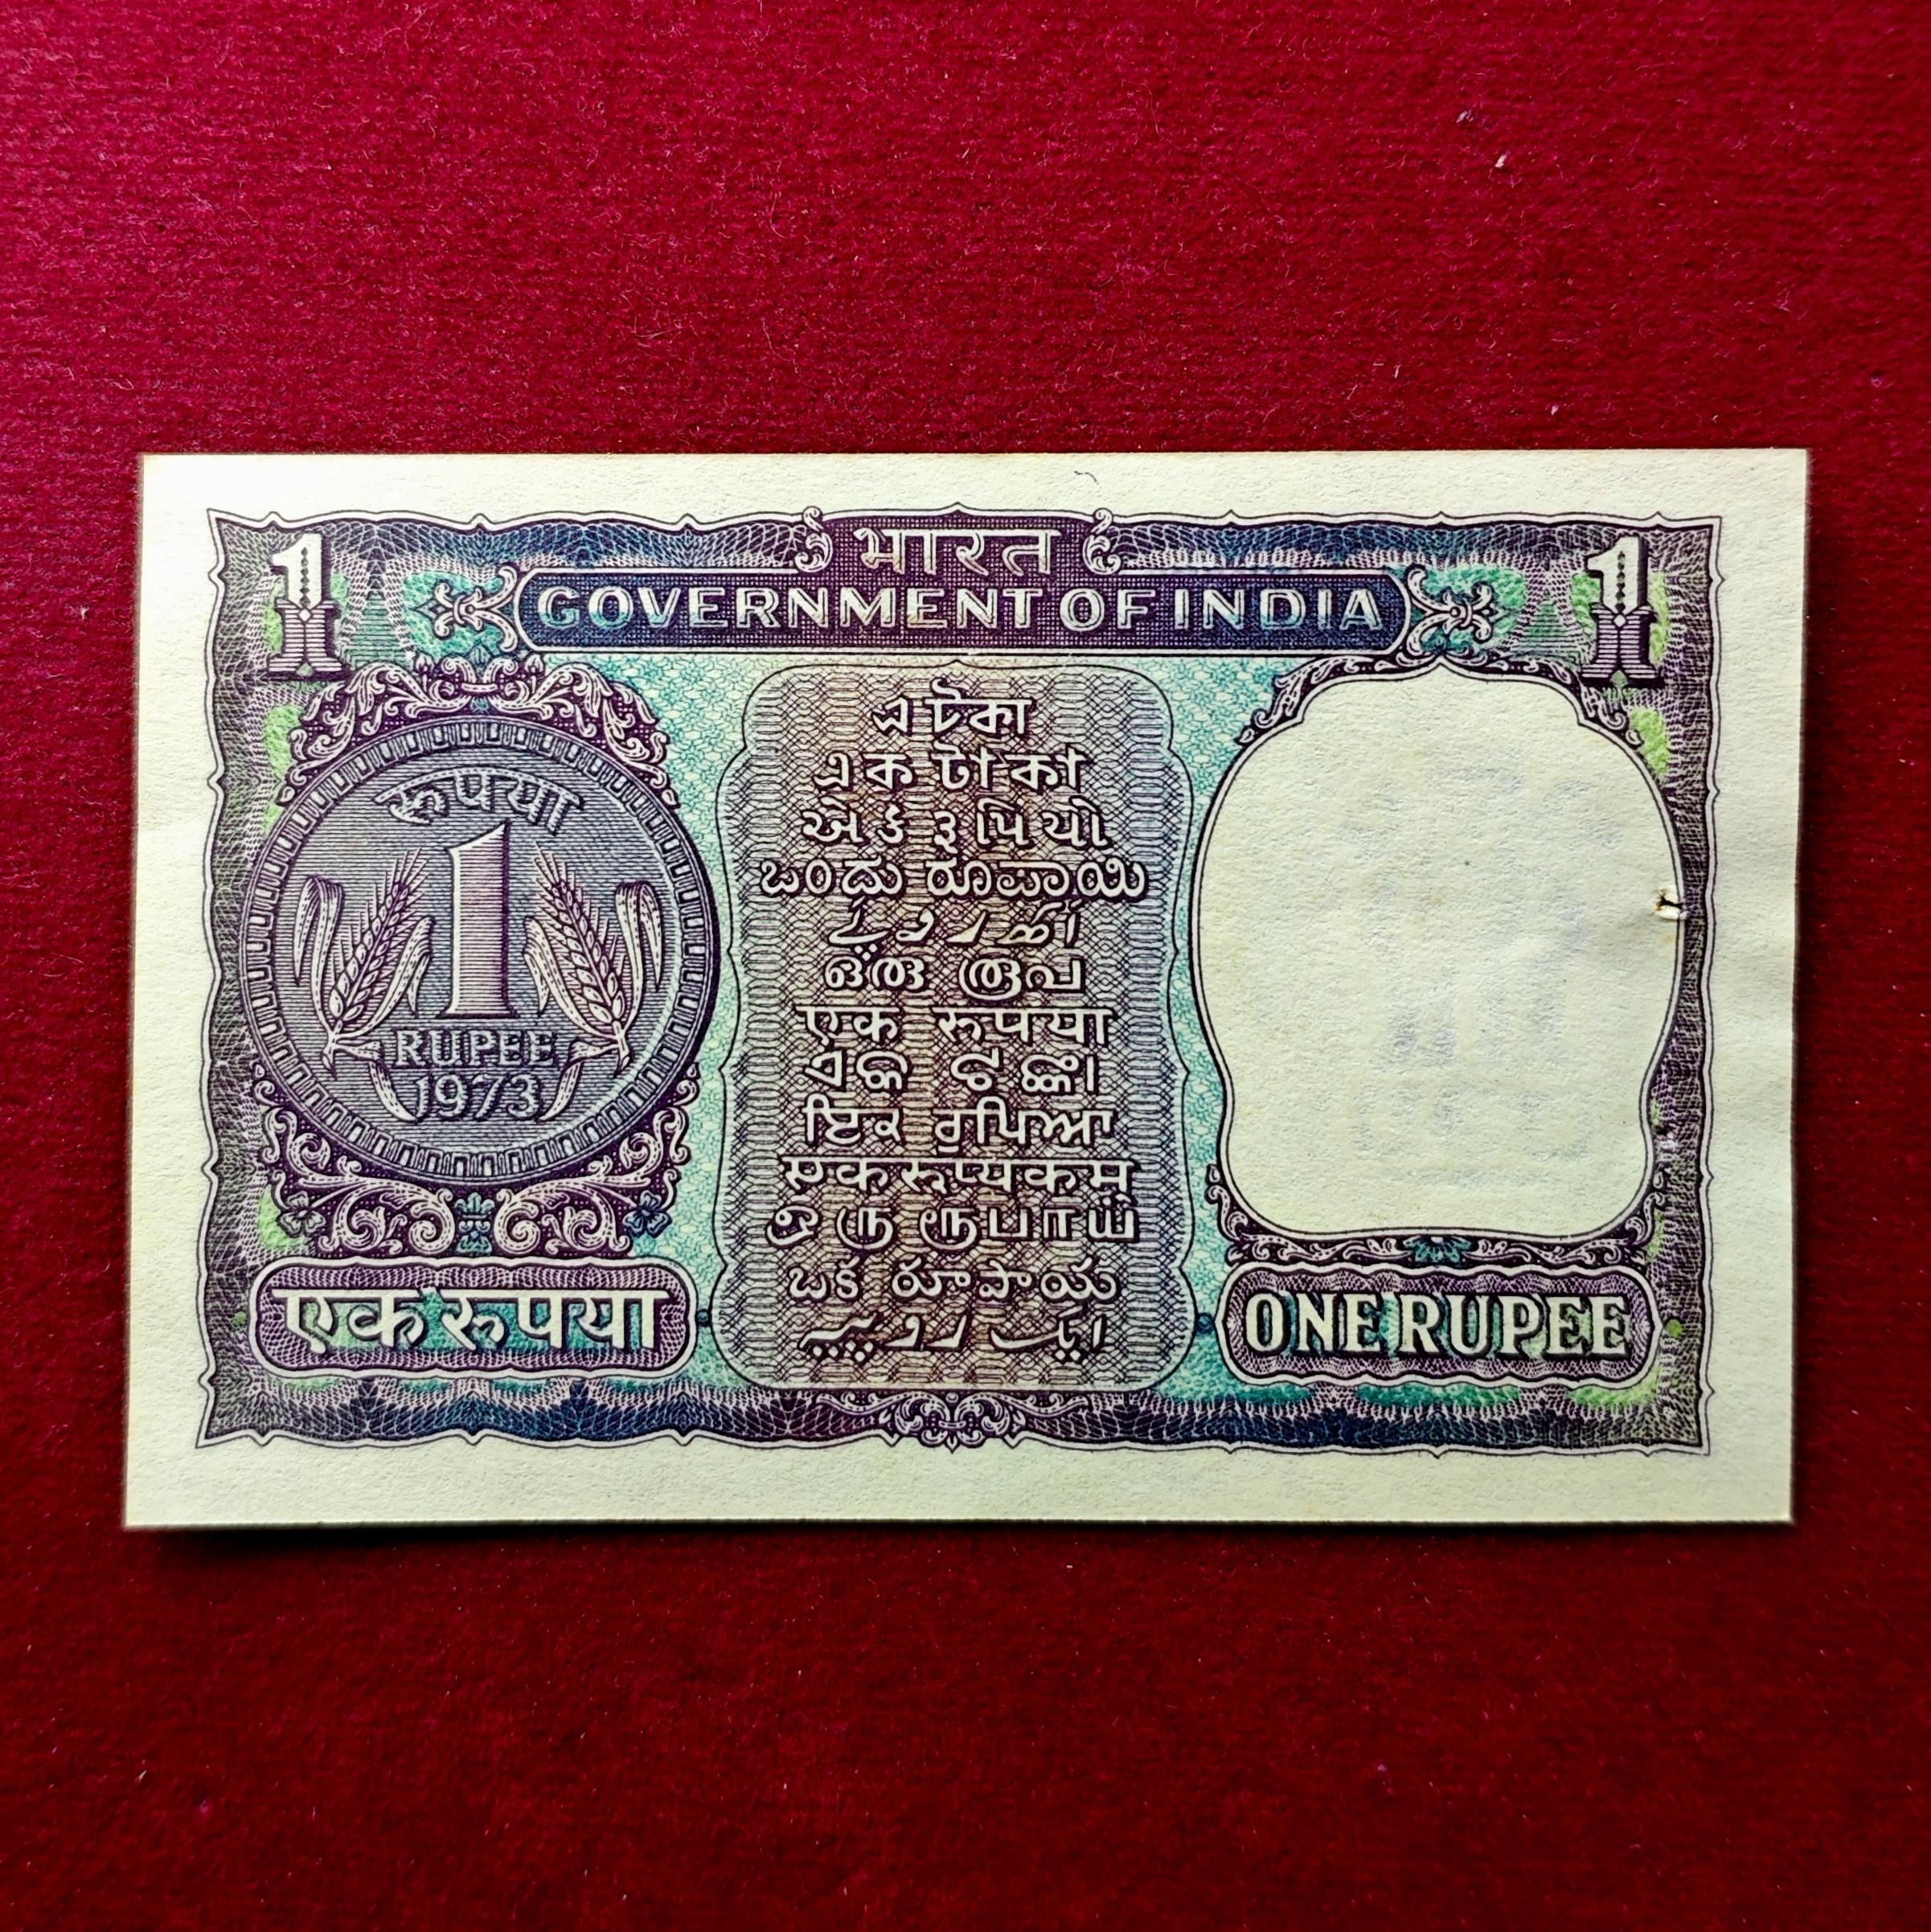 भारत
1
GOVERNMENT OF INDIA
1
रुपया
1
RUPEE
1973
এ টকা
এক টাকা
એક રૂપિયો
ಒಂದು ರೂಪಾಯಿ
ഒരു രൂപ
एक रुपया
ଏକ ଟଙ୍କା
ਇਕ ਰੁਪਿਆ
एकरूप्यकम्
ஒரு ரூபாய்
ఒక రూపాయ
ایک روپیہ
एक रुपया
ONE RUPEE